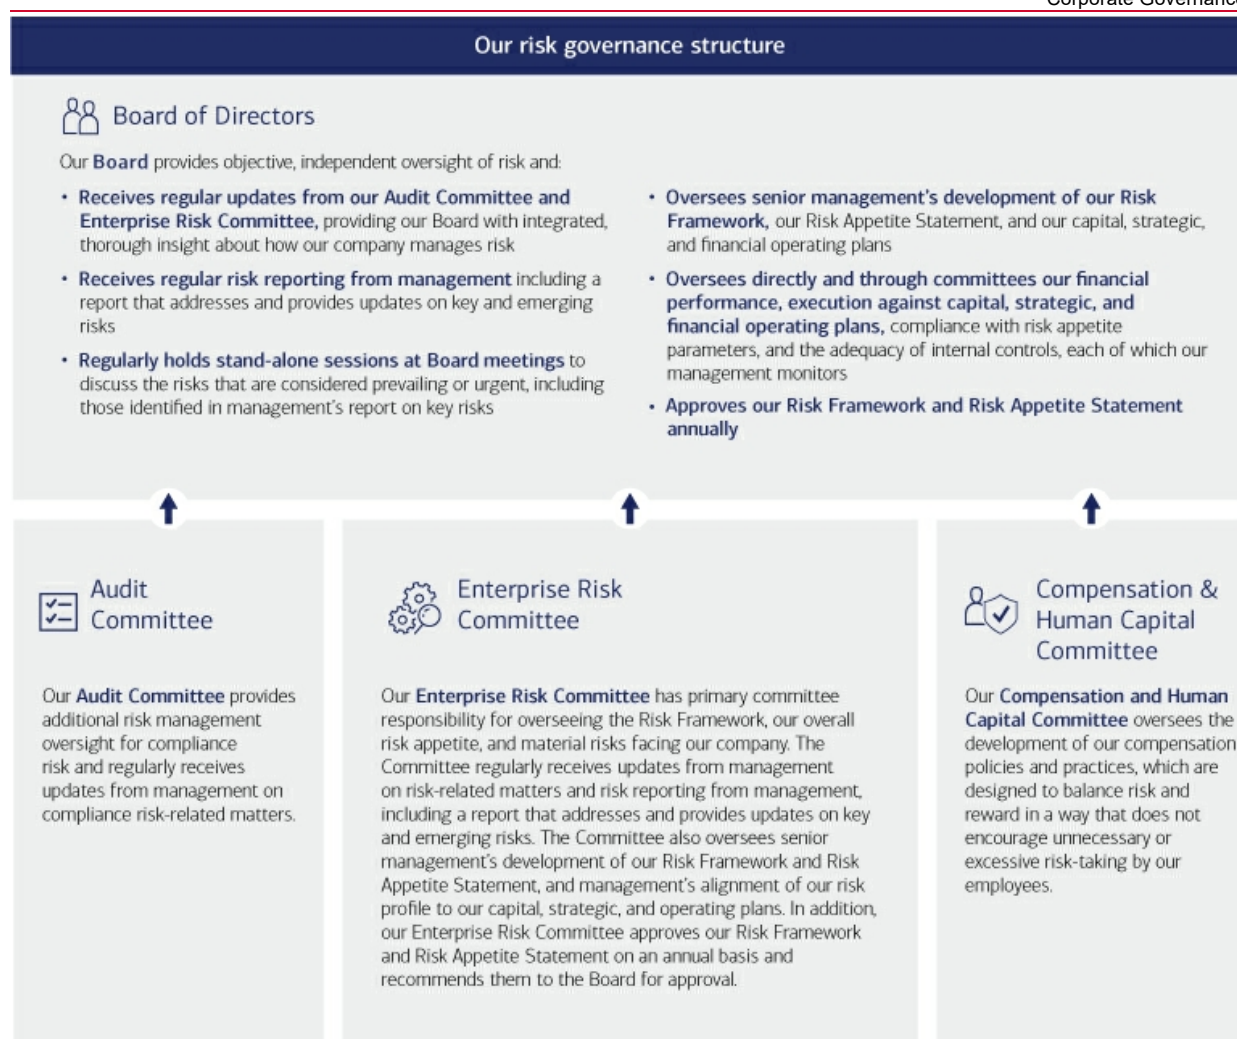 Corporate Governance
Our risk governance structure
Board of Directors
Our Board provides objective, independent oversight of risk and:
• Receives regular updates from our Audit Committee and
Enterprise Risk Committee, providing our Board with integrated,
thorough insight about how our company manages risk
• Receives regular risk reporting from management including a
report that addresses and provides updates on key and emerging
risks
• Regularly holds stand-alone sessions at Board meetings to
discuss the risks that are considered prevailing or urgent, including
those identified in management's report on key risks
• Oversees senior management's development of our Risk
Framework, our Risk Appetite Statement, and our capital, strategic,
and financial operating plans
• Oversees directly and through committees our financial
performance, execution against capital, strategic, and
financial operating plans, compliance with risk appetite
parameters, and the adequacy of internal controls, each of which our
management monitors
• Approves our Risk Framework and Risk Appetite Statement
annually
Audit
Committee
Our Audit Committee provides
additional risk management
oversight for compliance
risk and regularly receives
updates from management on
compliance risk-related matters.
Enterprise Risk
Committee
Our Enterprise Risk Committee has primary committee
responsibility for overseeing the Risk Framework, our overall
risk appetite, and material risks facing our company. The
Committee regularly receives updates from management
on risk-related matters and risk reporting from management,
including a report that addresses and provides updates on key
and emerging risks. The Committee also oversees senior
management's development of our Risk Framework and Risk
Appetite Statement, and management's alignment of our risk
profile to our capital, strategic, and operating plans. In addition,
our Enterprise Risk Committee approves our Risk Framework
and Risk Appetite Statement on an annual basis and
recommends them to the Board for approval.
Compensation &
Human Capital
Committee
Our Compensation and Human
Capital Committee oversees the
development of our compensation
policies and practices, which are
designed to balance risk and
reward in a way that does not
encourage unnecessary or
excessive risk-taking by our
employees.